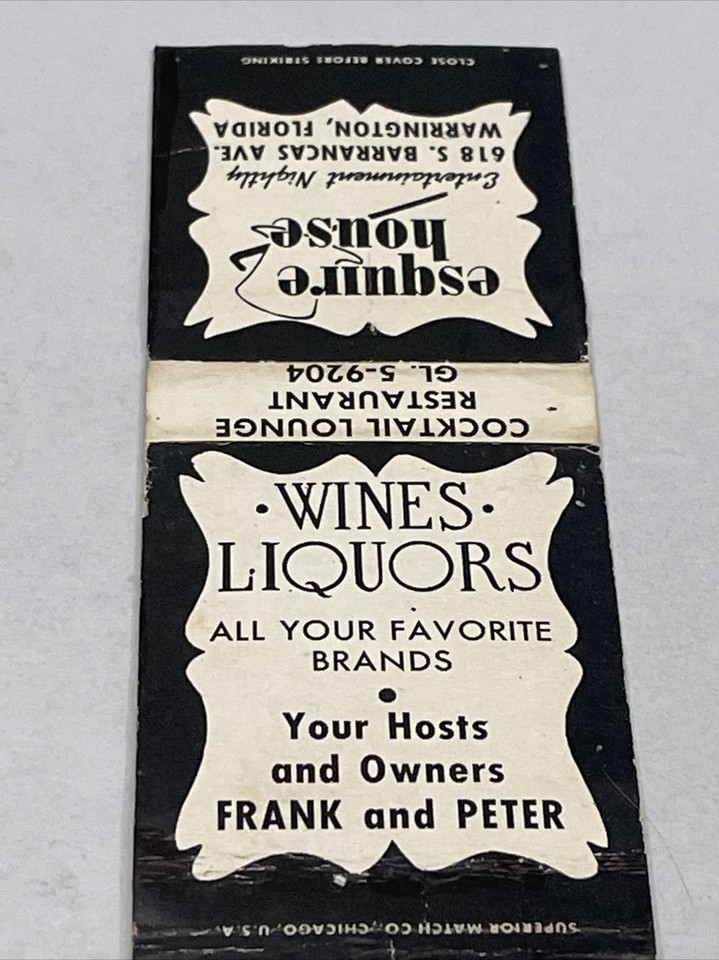 CLOSE COVER BEFORE STRIKING
esquire
house
Entertainment Nightly
618 S. BARRANCAS AVE.
WARRINGTON, FLORIDA
COCKTAIL LOUNGE
RESTAURANT
GL. 5-9204
·WINES·
LIQUORS
ALL YOUR FAVORITE
BRANDS
●
Your Hosts
and Owners
FRANK and PETER
SUPERIOR MATCH CO., CHICAGO, U.S.A.